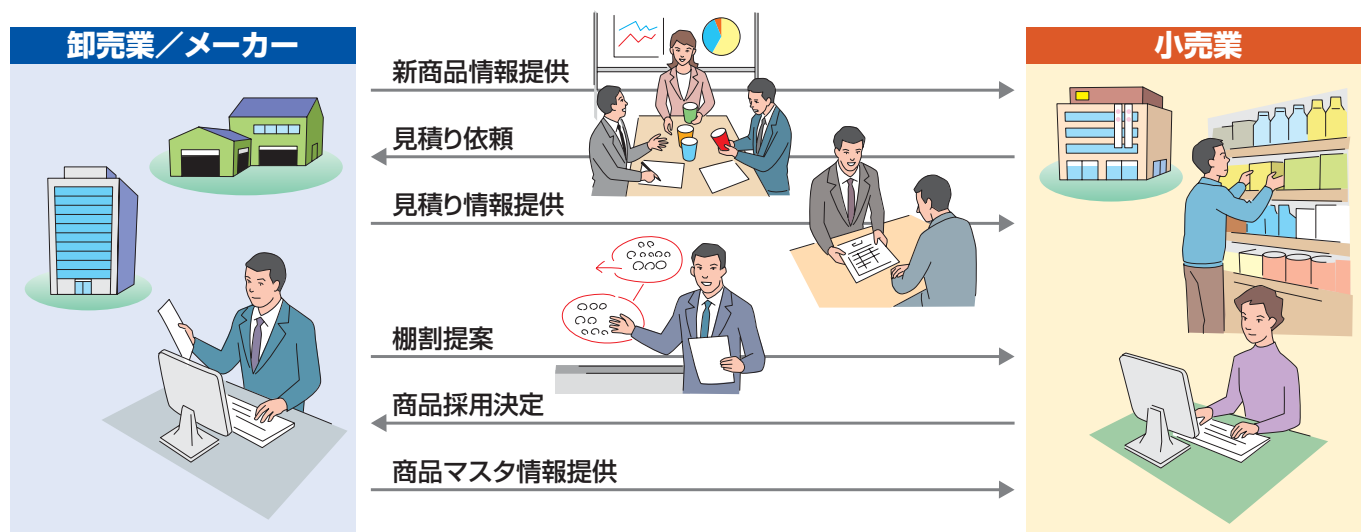 卸売業／メーカー
小売業
新商品情報提供
見積り依頼
見積り情報提供
棚割提案
商品採用決定
商品マスタ情報提供